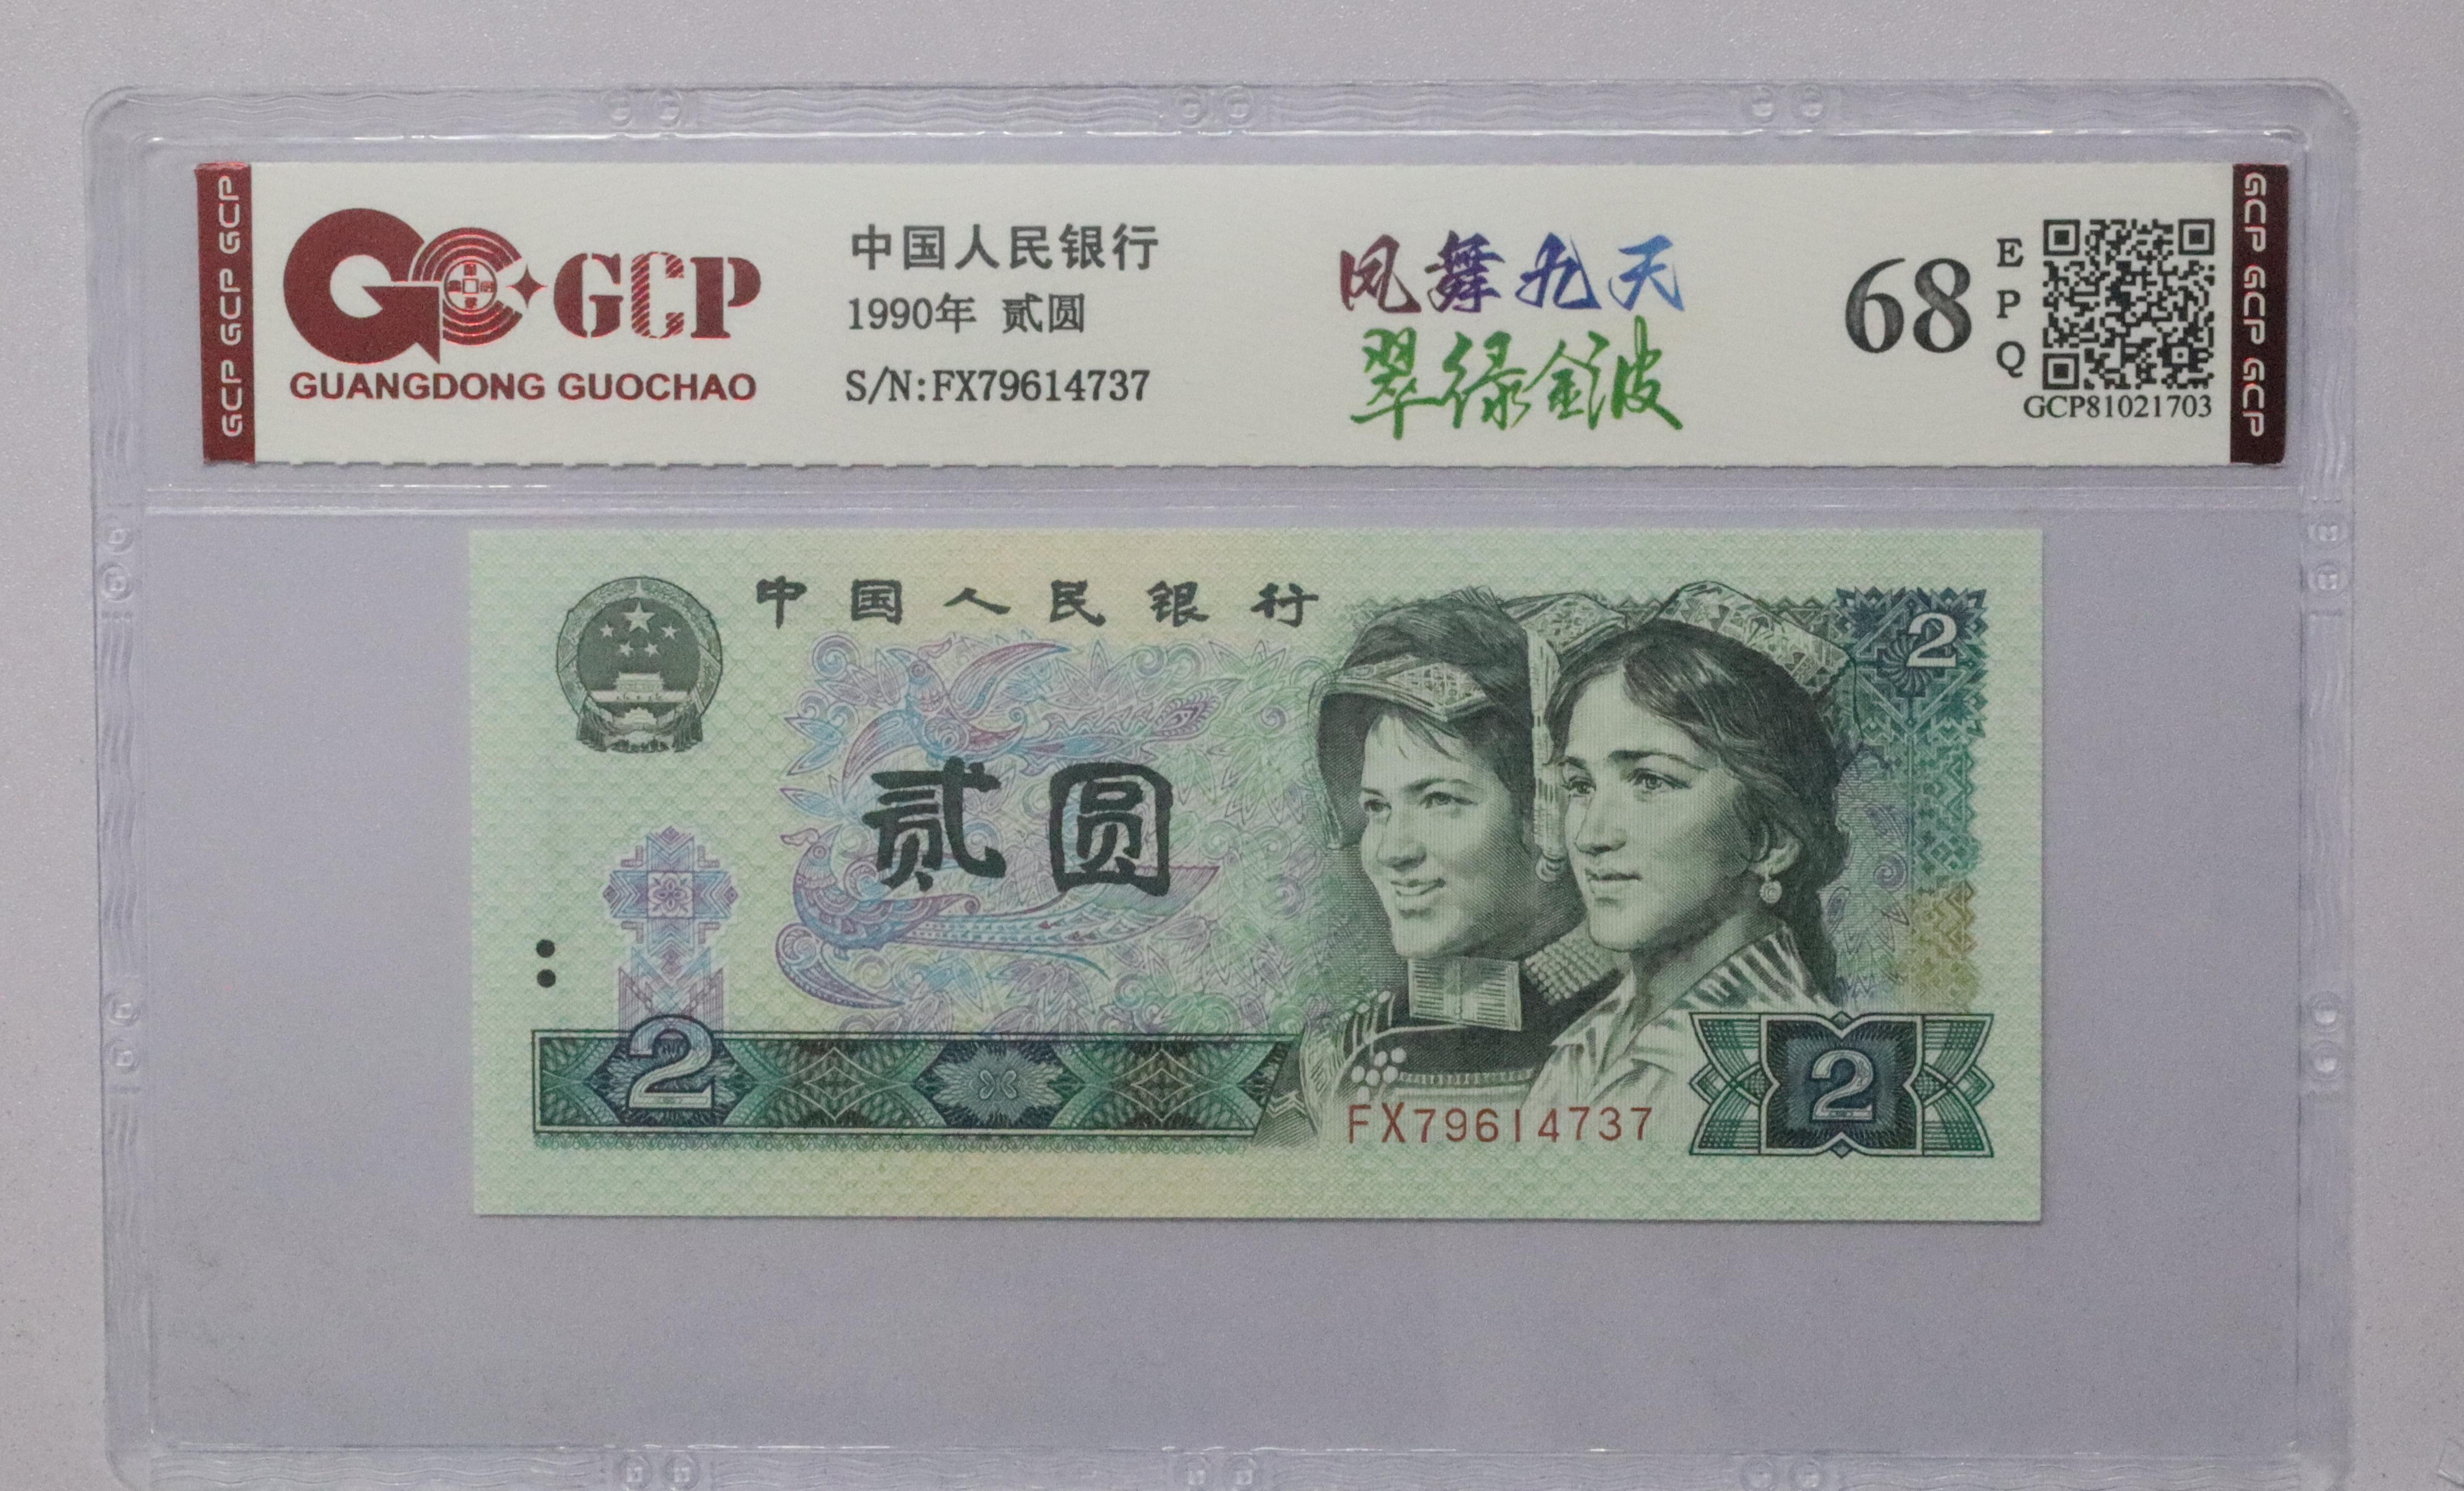 GCP GCP GCP
GCP
GUANGDONG GUOCHAO
中国人民银行
1990年 贰圆
S/N:FX79614737
凤舞九天
翠绿金波
68
E
P
Q
GCP81021703
GCP GCP GCP
中国人民银行
2
贰圆
2
FX79614737
2